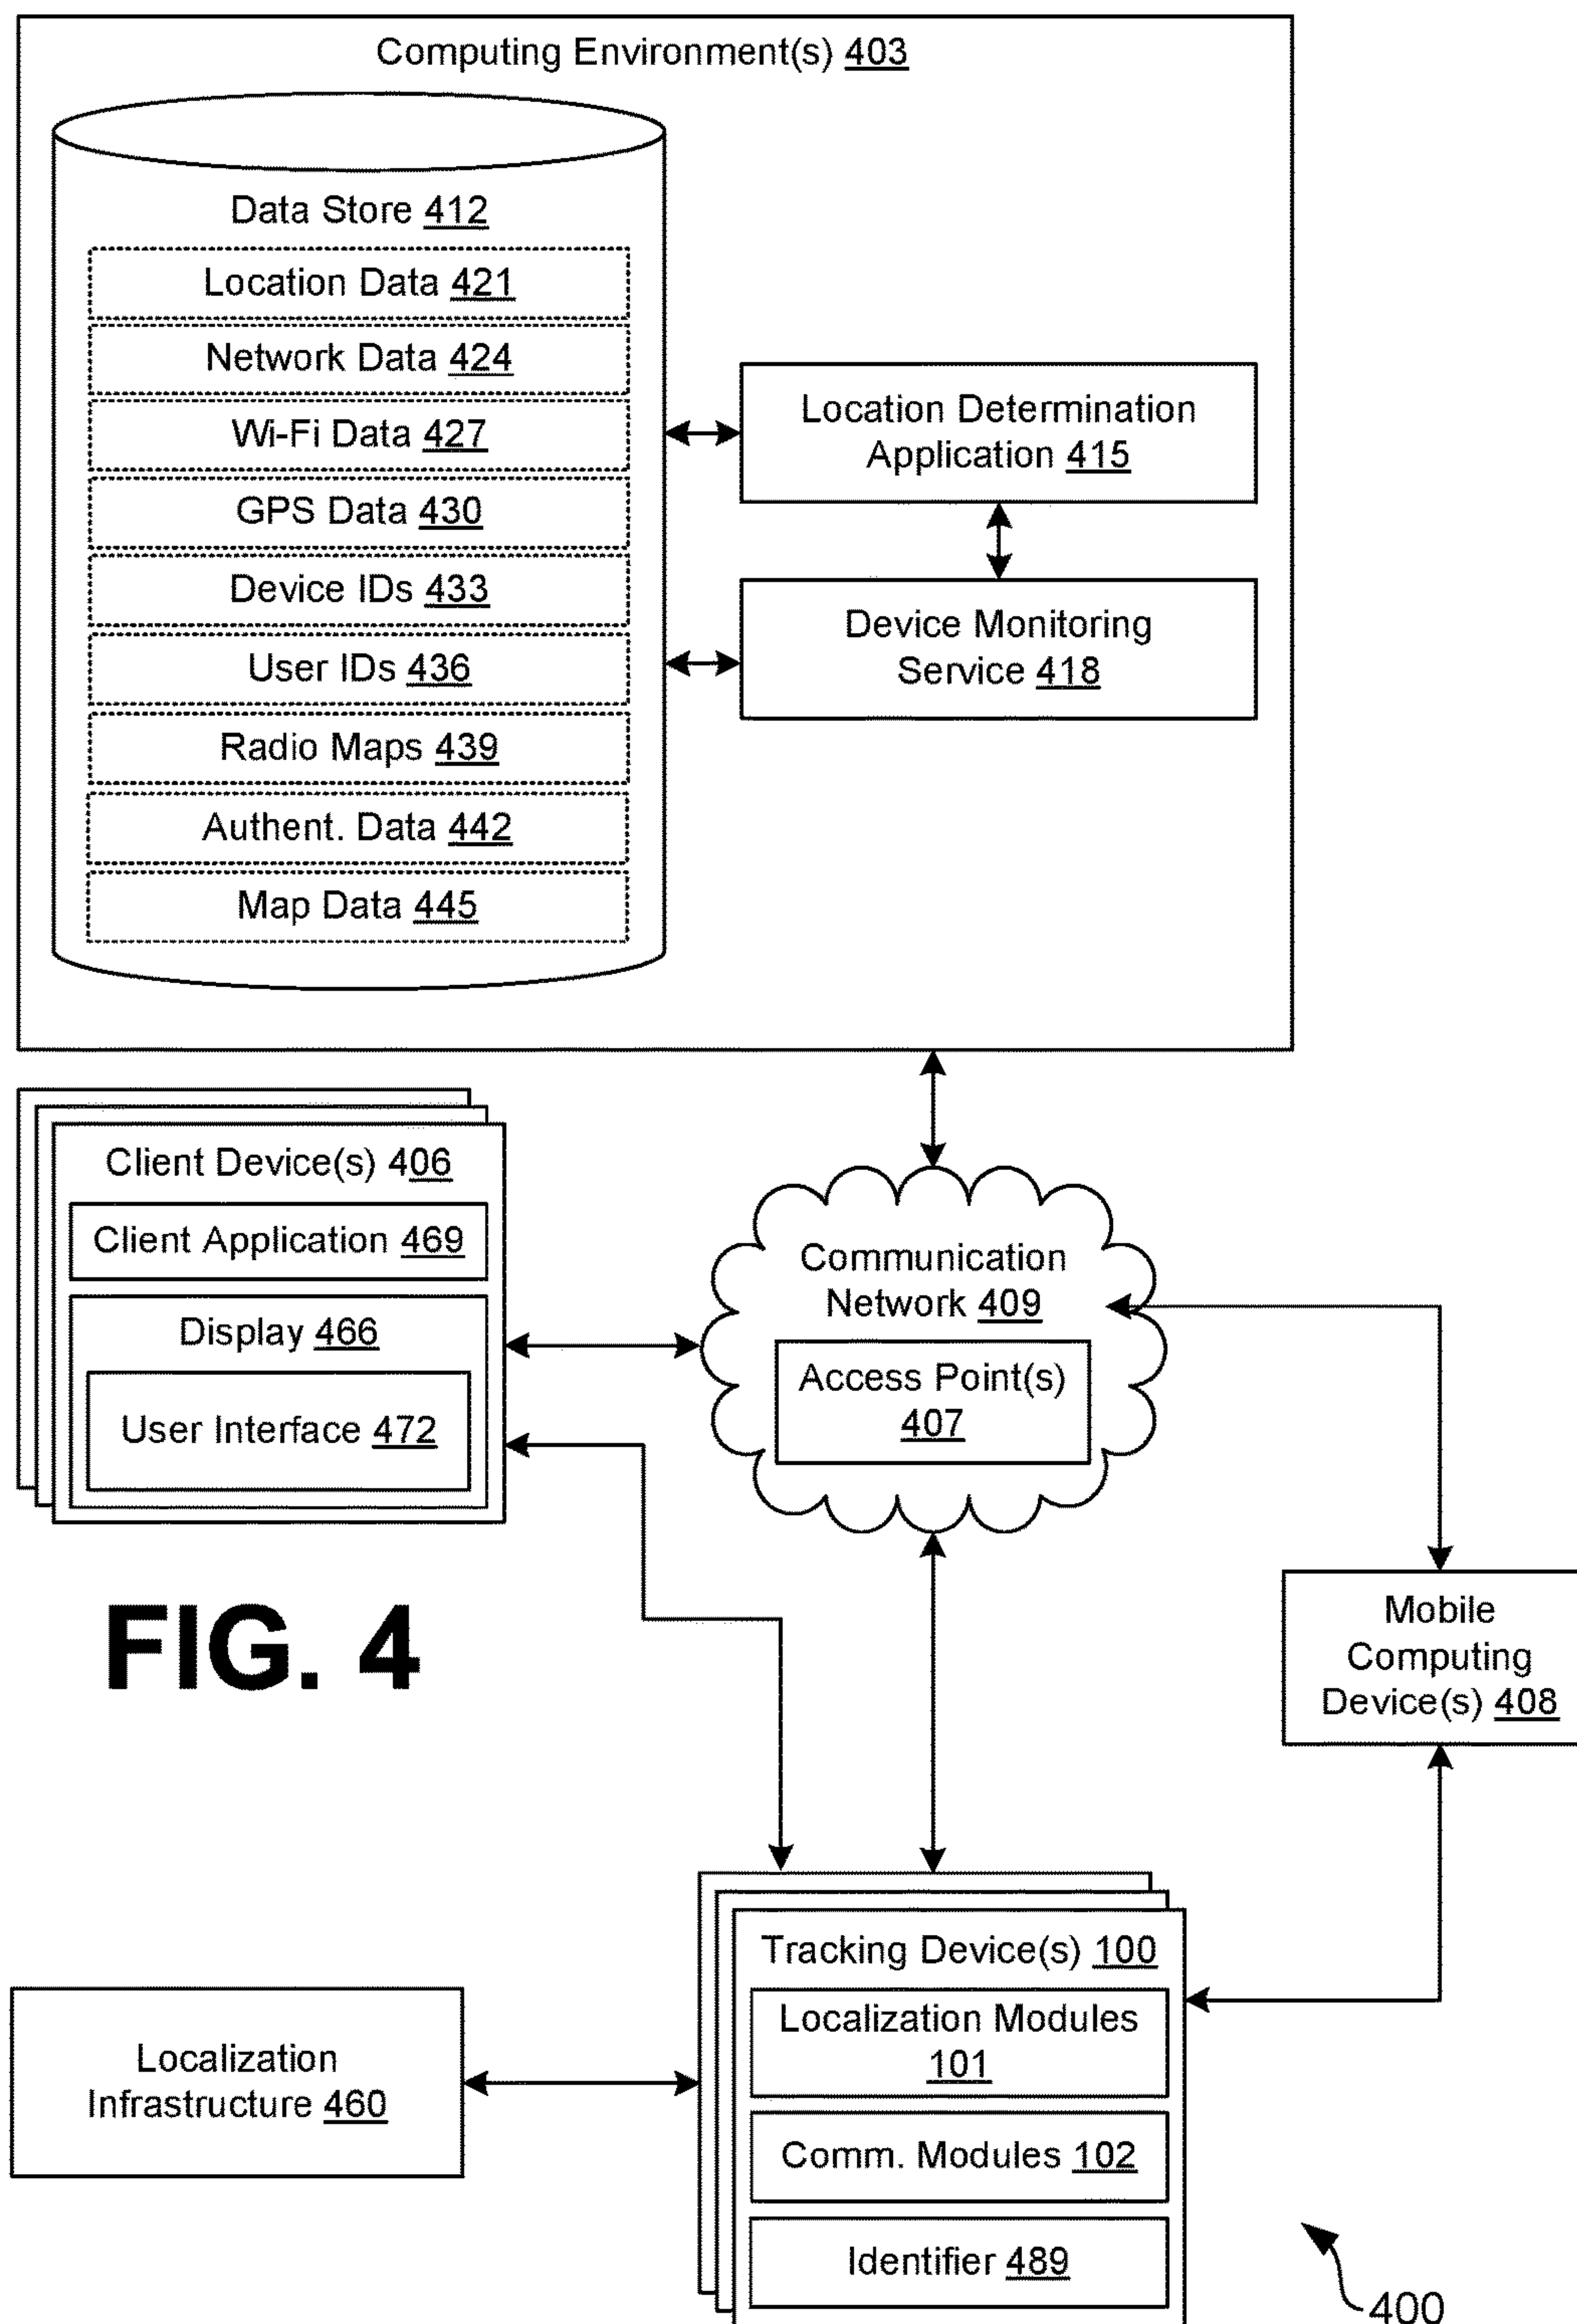 Computing Environment(s) 403
Data Store 412
Location Data 421
Network Data 424
Wi-Fi Data 427
GPS Data 430
Device IDs 433
User IDs 436
Radio Maps 439
Authent. Data 442
Map Data 445
Location Determination
Application 415
Device Monitoring
Service 418
Client Device(s) 406
Client Application 469
Display 466
User Interface 472
Communication
Network 409
Access Point(s)
407
FIG. 4
Mobile
Computing
Device(s) 408
Tracking Device(s) 100
Localization Modules
101
Comm. Modules 102
Identifier 489
Localization
Infrastructure 460
400